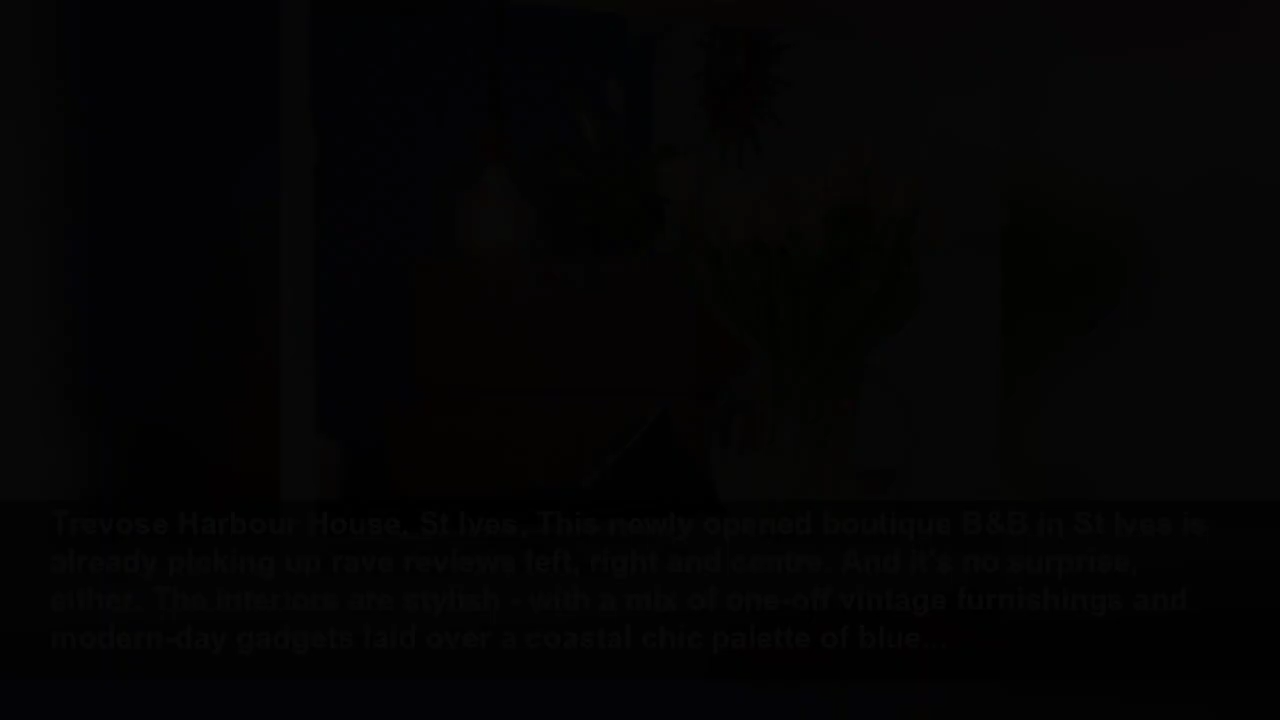 Trevose Harbour House, St Ives. This newly opened boutique B&B in St Ives is
already picking up rave reviews left, right and centre. And it's no surprise,
either. The interiors are stylish - with a mix of one-off vintage furnishings and
modern-day gadgets laid over a coastal chic palette of blue...